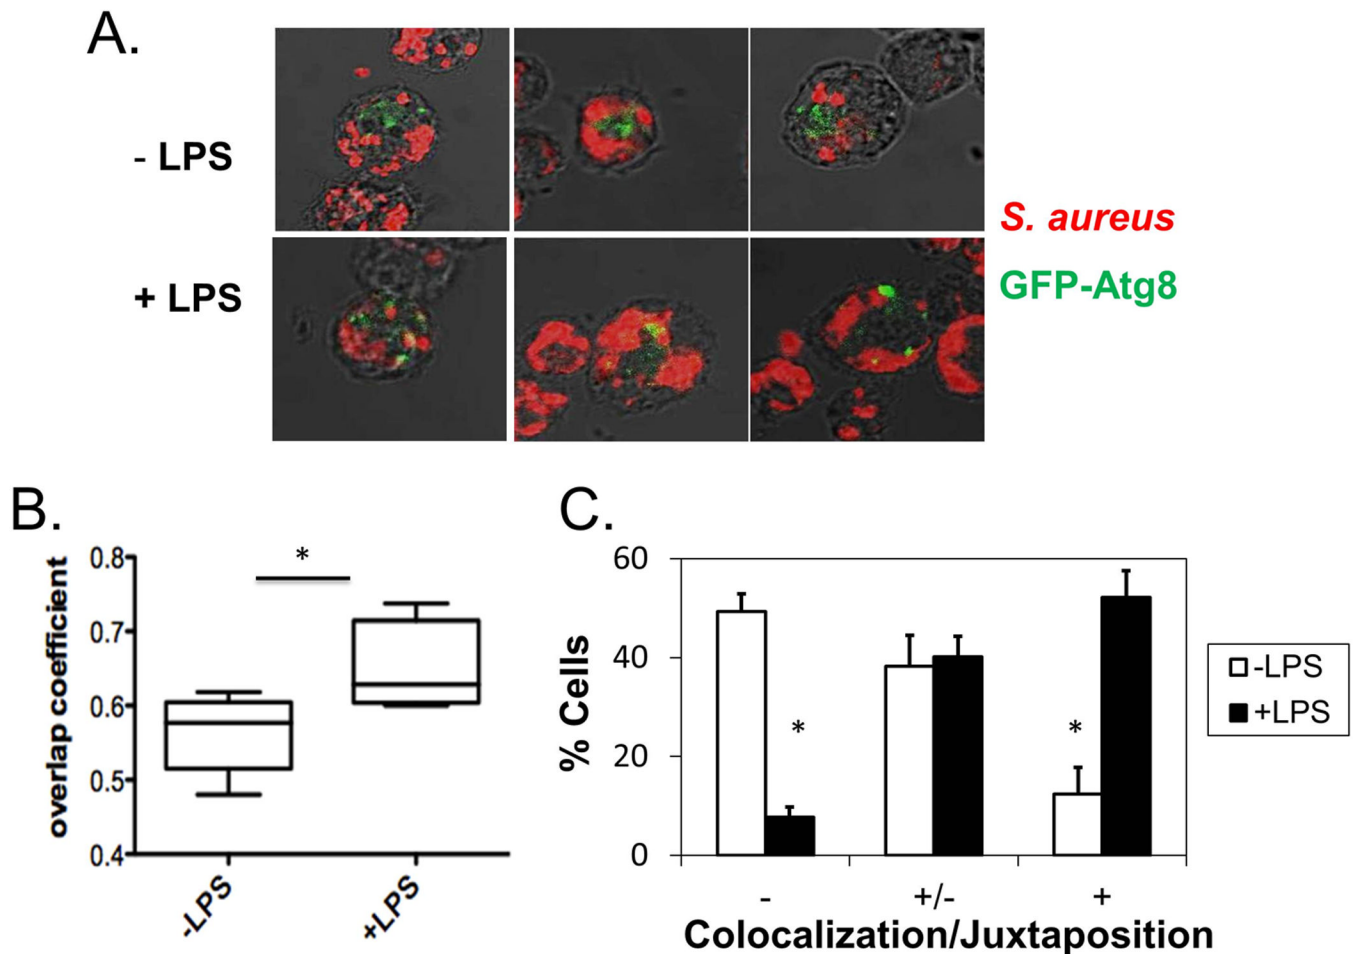 A.
- LPS
+ LPS
S. aureus
GFP-Atg8
B.
overlap coefficient
0.8
0.7
0.6
0.5
0.4
*
-LPS
+LPS
C.
% Cells
60
40
20
0
*
*
-
+/-
+
Colocalization/Juxtaposition
-LPS
+LPS